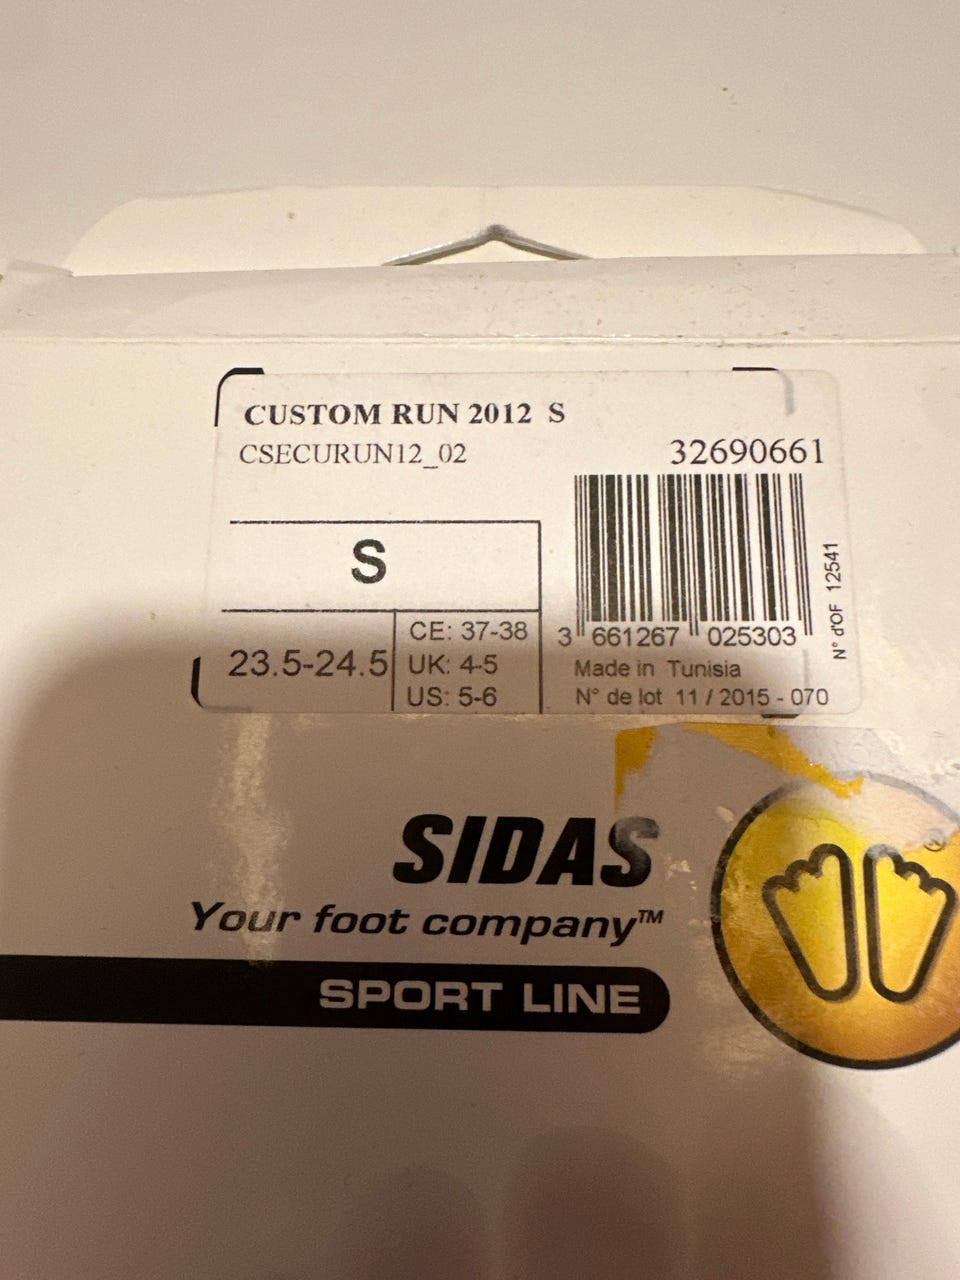 CUSTOM RUN 2012 S
CSECURUN12_02
32690661
S
23.5-24.5
CE: 37-38
UK: 4-5
US: 5-6
3 661267 025303
N° d'OF 12541
Made in Tunisia
N° de lot 11 / 2015 - 070
SIDAS
Your foot company™
SPORT LINE
®